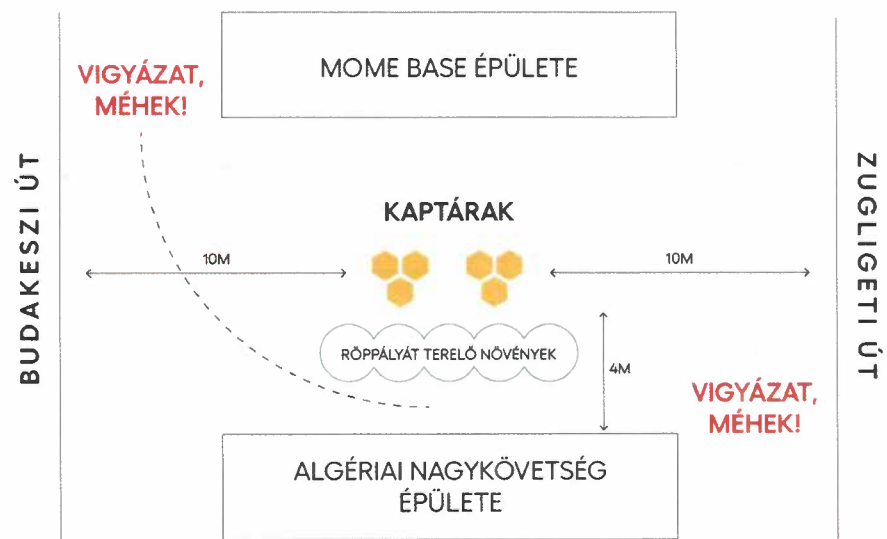 MOME BASE ÉPÜLETE
VIGYÁZAT,
MÉHEK!
BUDAKESZI ÚT
ZUGLIGETI ÚT
KAPTÁRAK
10M
10M
RÖPPÁLYÁT TERELŐ NÖVÉNYEK
4M
VIGYÁZAT,
MÉHEK!
ALGÉRIAI NAGYKÖVETSÉG
ÉPÜLETE